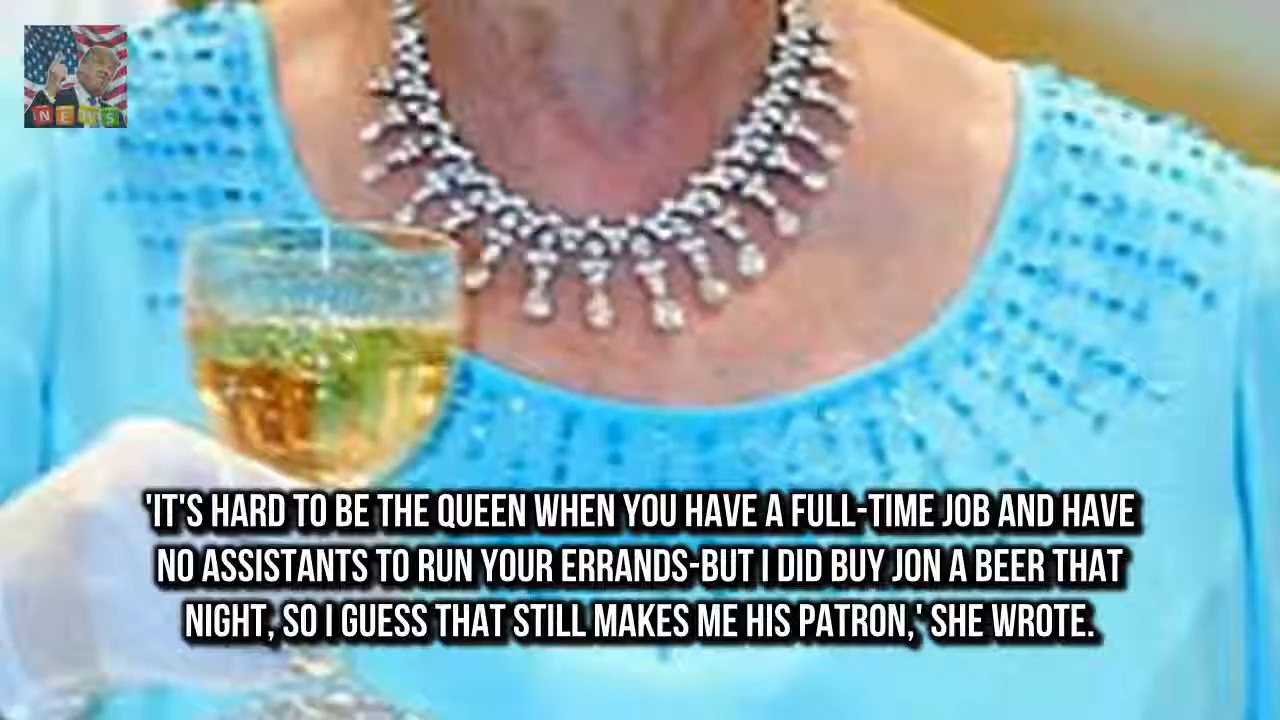 NEWS
'IT'S HARD TO BE THE QUEEN WHEN YOU HAVE A FULL-TIME JOB AND HAVE
NO ASSISTANTS TO RUN YOUR ERRANDS-BUT I DID BUY JON A BEER THAT
NIGHT, SO I GUESS THAT STILL MAKES ME HIS PATRON,' SHE WROTE.